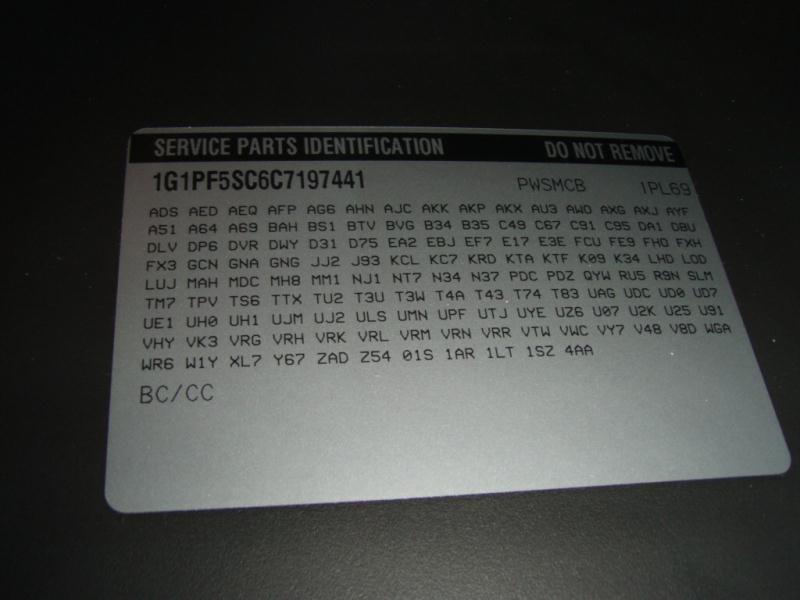 SERVICE PARTS IDENTIFICATION DO NOT REMOVE
1G1PF5SC6C7197441 PWSMCB 1PL69
ADS AED AEQ AFP AG6 AHN AJC AKK AKP AKX AU3 AWO AXG AXJ AYF
A51 A64 A69 BAH BS1 BTV BVG B34 B35 C49 C67 C91 C95 DA1 DBU
DLV DP6 DVR DWY D31 D75 EA2 EBJ EF7 E17 E3E FCU FE9 FHO FXH
FX3 GCN GNA GNG JJ2 J93 KCL KC7 KRD KTA KTF K09 K34 LHD LOD
LUJ MAH MDC MH8 MM1 NJ1 NT7 N34 N37 PDC PDZ QYW RU5 R9N SLM
TM7 TPV TS6 TTX TU2 T3U T3W T4A T43 T74 T83 UAG UDC UD0 UD7
UE1 UH0 UH1 UJM UJ2 ULS UMN UPF UTJ UYE UZ6 U07 U2K U25 U91
VHY VK3 VRG VRH VRK VRL VRM VRN VRR VTW VWC VY7 V48 V8D WGA
WR6 W1Y XL7 Y67 ZAD Z54 01S 1AR 1LT 1SZ 4AA
BC/CC